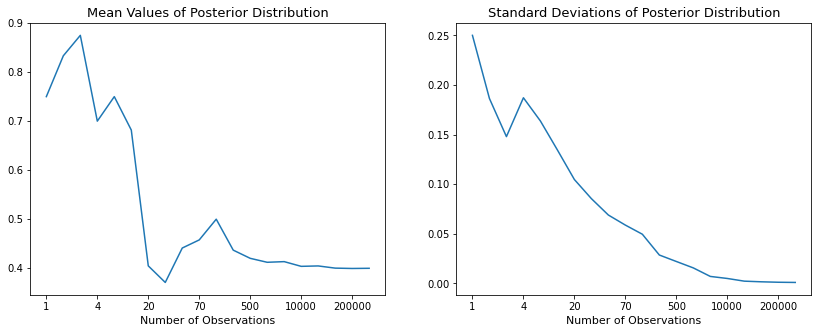 Mean Values of Posterior Distribution
0.9
0.8
0.7
0.6
0.5
0.4
1 4 20 70 500 10000 200000
Number of Observations
Standard Deviations of Posterior Distribution
0.25
0.20
0.15
0.10
0.05
0.00
1 4 20 70 500 10000 200000
Number of Observations